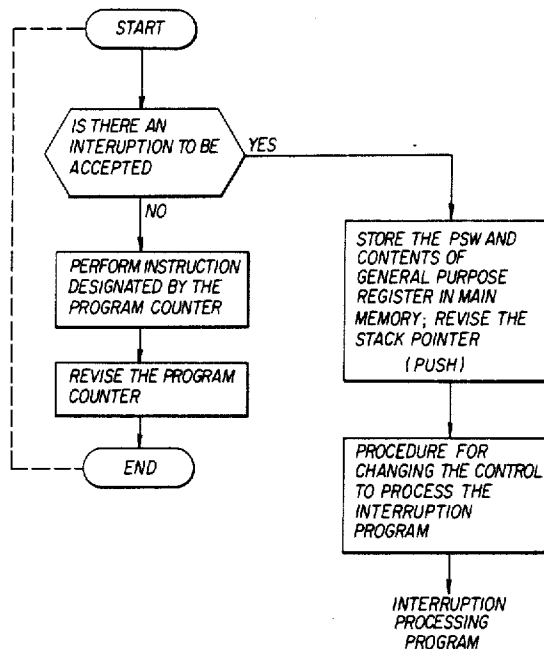 START
IS THERE AN
INTERUPTION TO BE
ACCEPTED
YES
NO
PERFORM INSTRUCTION
DESIGNATED BY THE
PROGRAM COUNTER
REVISE THE PROGRAM
COUNTER
END
STORE THE PSW AND
CONTENTS OF
GENERAL PURPOSE
REGISTER IN MAIN
MEMORY; REVISE THE
STACK POINTER
(PUSH)
PROCEDURE FOR
CHANGING THE CONTROL
TO PROCESS THE
INTERRUPTION
PROGRAM
INTERRUPTION
PROCESSING
PROGRAM